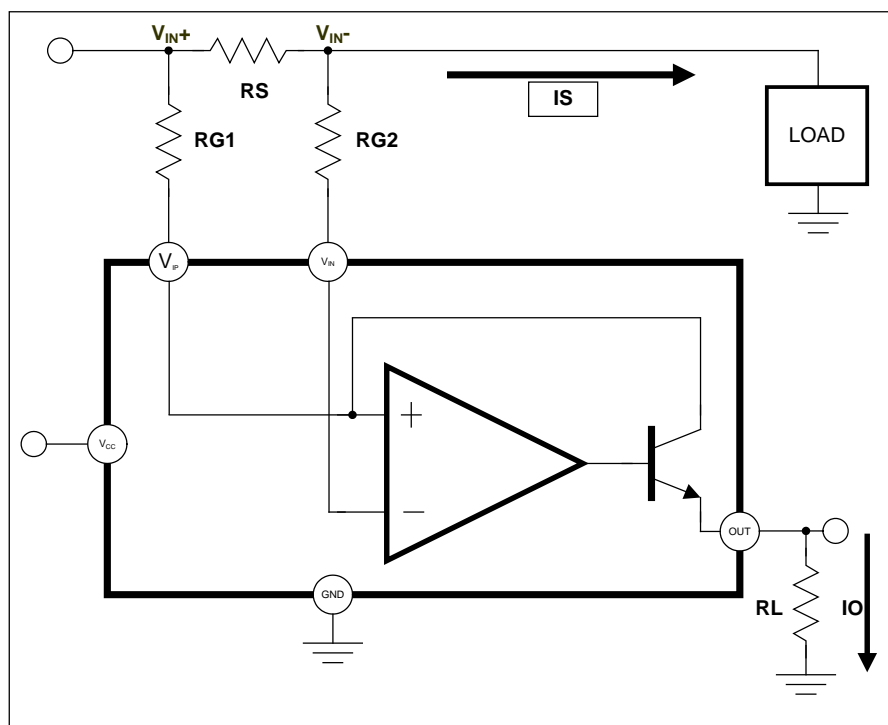 VIN+ VIN-
RS
IS
RG1 RG2
LOAD
VIP VIN
+
VCC
−
OUT
GND
RL IO